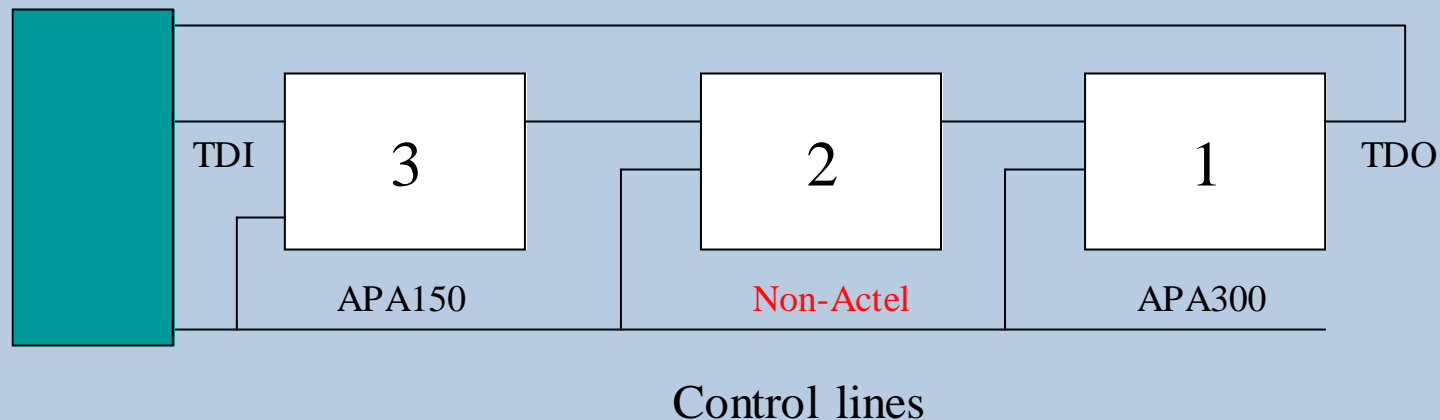 3
2
1
TDI
TDO
APA150
Non-Actel
APA300
Control lines